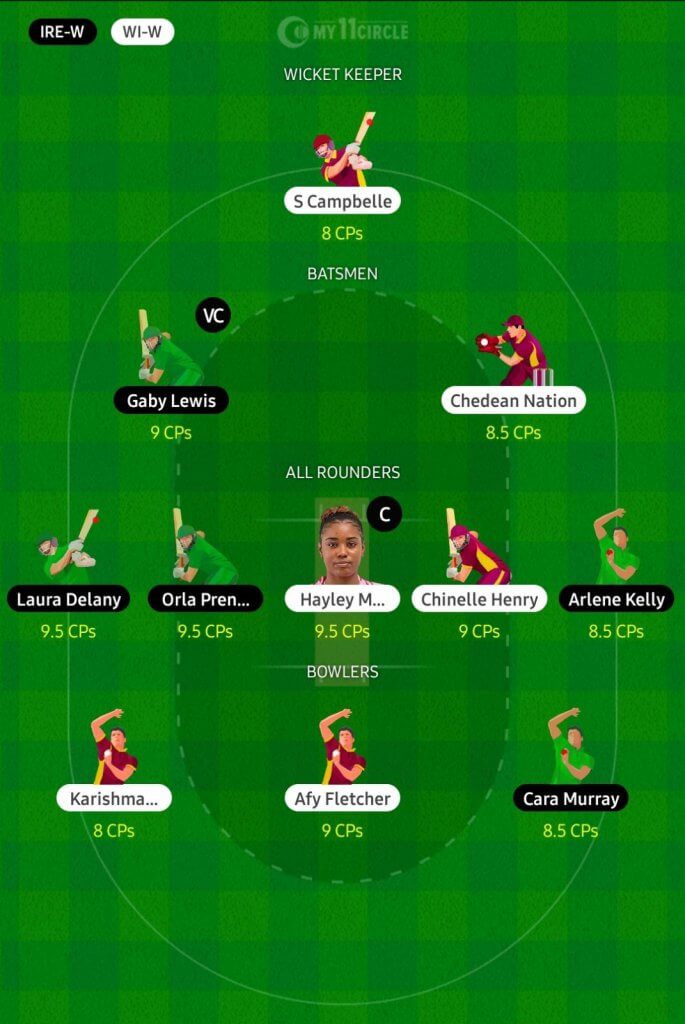 IRE-W WI-W MY11CIRCLE
WICKET KEEPER
S Campbelle
8 CPs
BATSMEN
VC
Gaby Lewis Chedean Nation
9 CPs 8.5 CPs
ALL ROUNDERS
C
Laura Delany Orla Pren... Hayley M... Chinelle Henry Arlene Kelly
9.5 CPs 9.5 CPs 9.5 CPs 9 CPs 8.5 CPs
BOWLERS
Karishma... Afy Fletcher Cara Murray
8 CPs 9 CPs 8.5 CPs